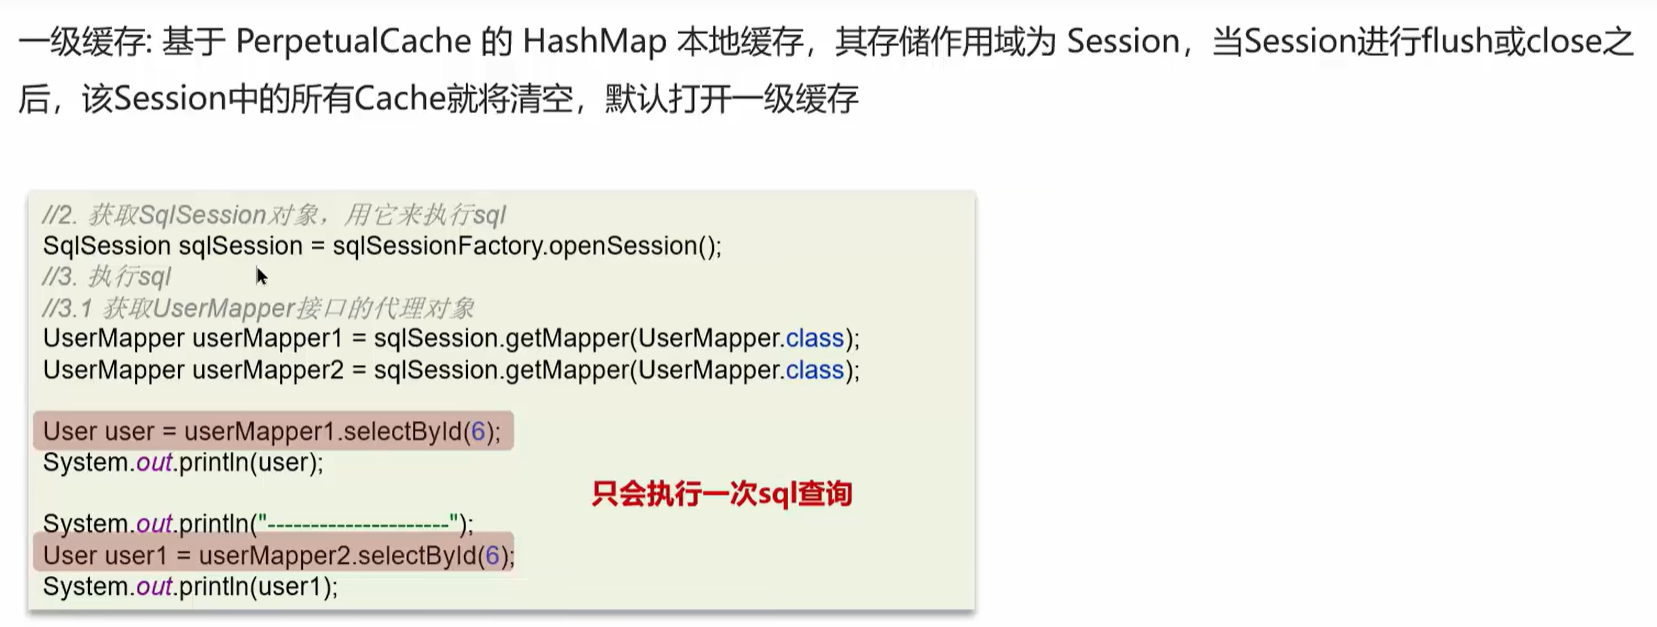 一级缓存: 基于 PerpetualCache 的 HashMap 本地缓存，其存储作用域为 Session，当Session进行flush或close之
后，该Session中的所有Cache就将清空，默认打开一级缓存
//2. 获取SqlSession对象，用它来执行sql
SqlSession sqlSession = sqlSessionFactory.openSession();
//3. 执行sql
//3.1 获取UserMapper接口的代理对象
UserMapper userMapper1 = sqlSession.getMapper(UserMapper.class);
UserMapper userMapper2 = sqlSession.getMapper(UserMapper.class);
User user = userMapper1.selectById(6);
System.out.println(user);
只会执行一次sql查询
System.out.println("---------------------");
User user1 = userMapper2.selectById(6);
System.out.println(user1);